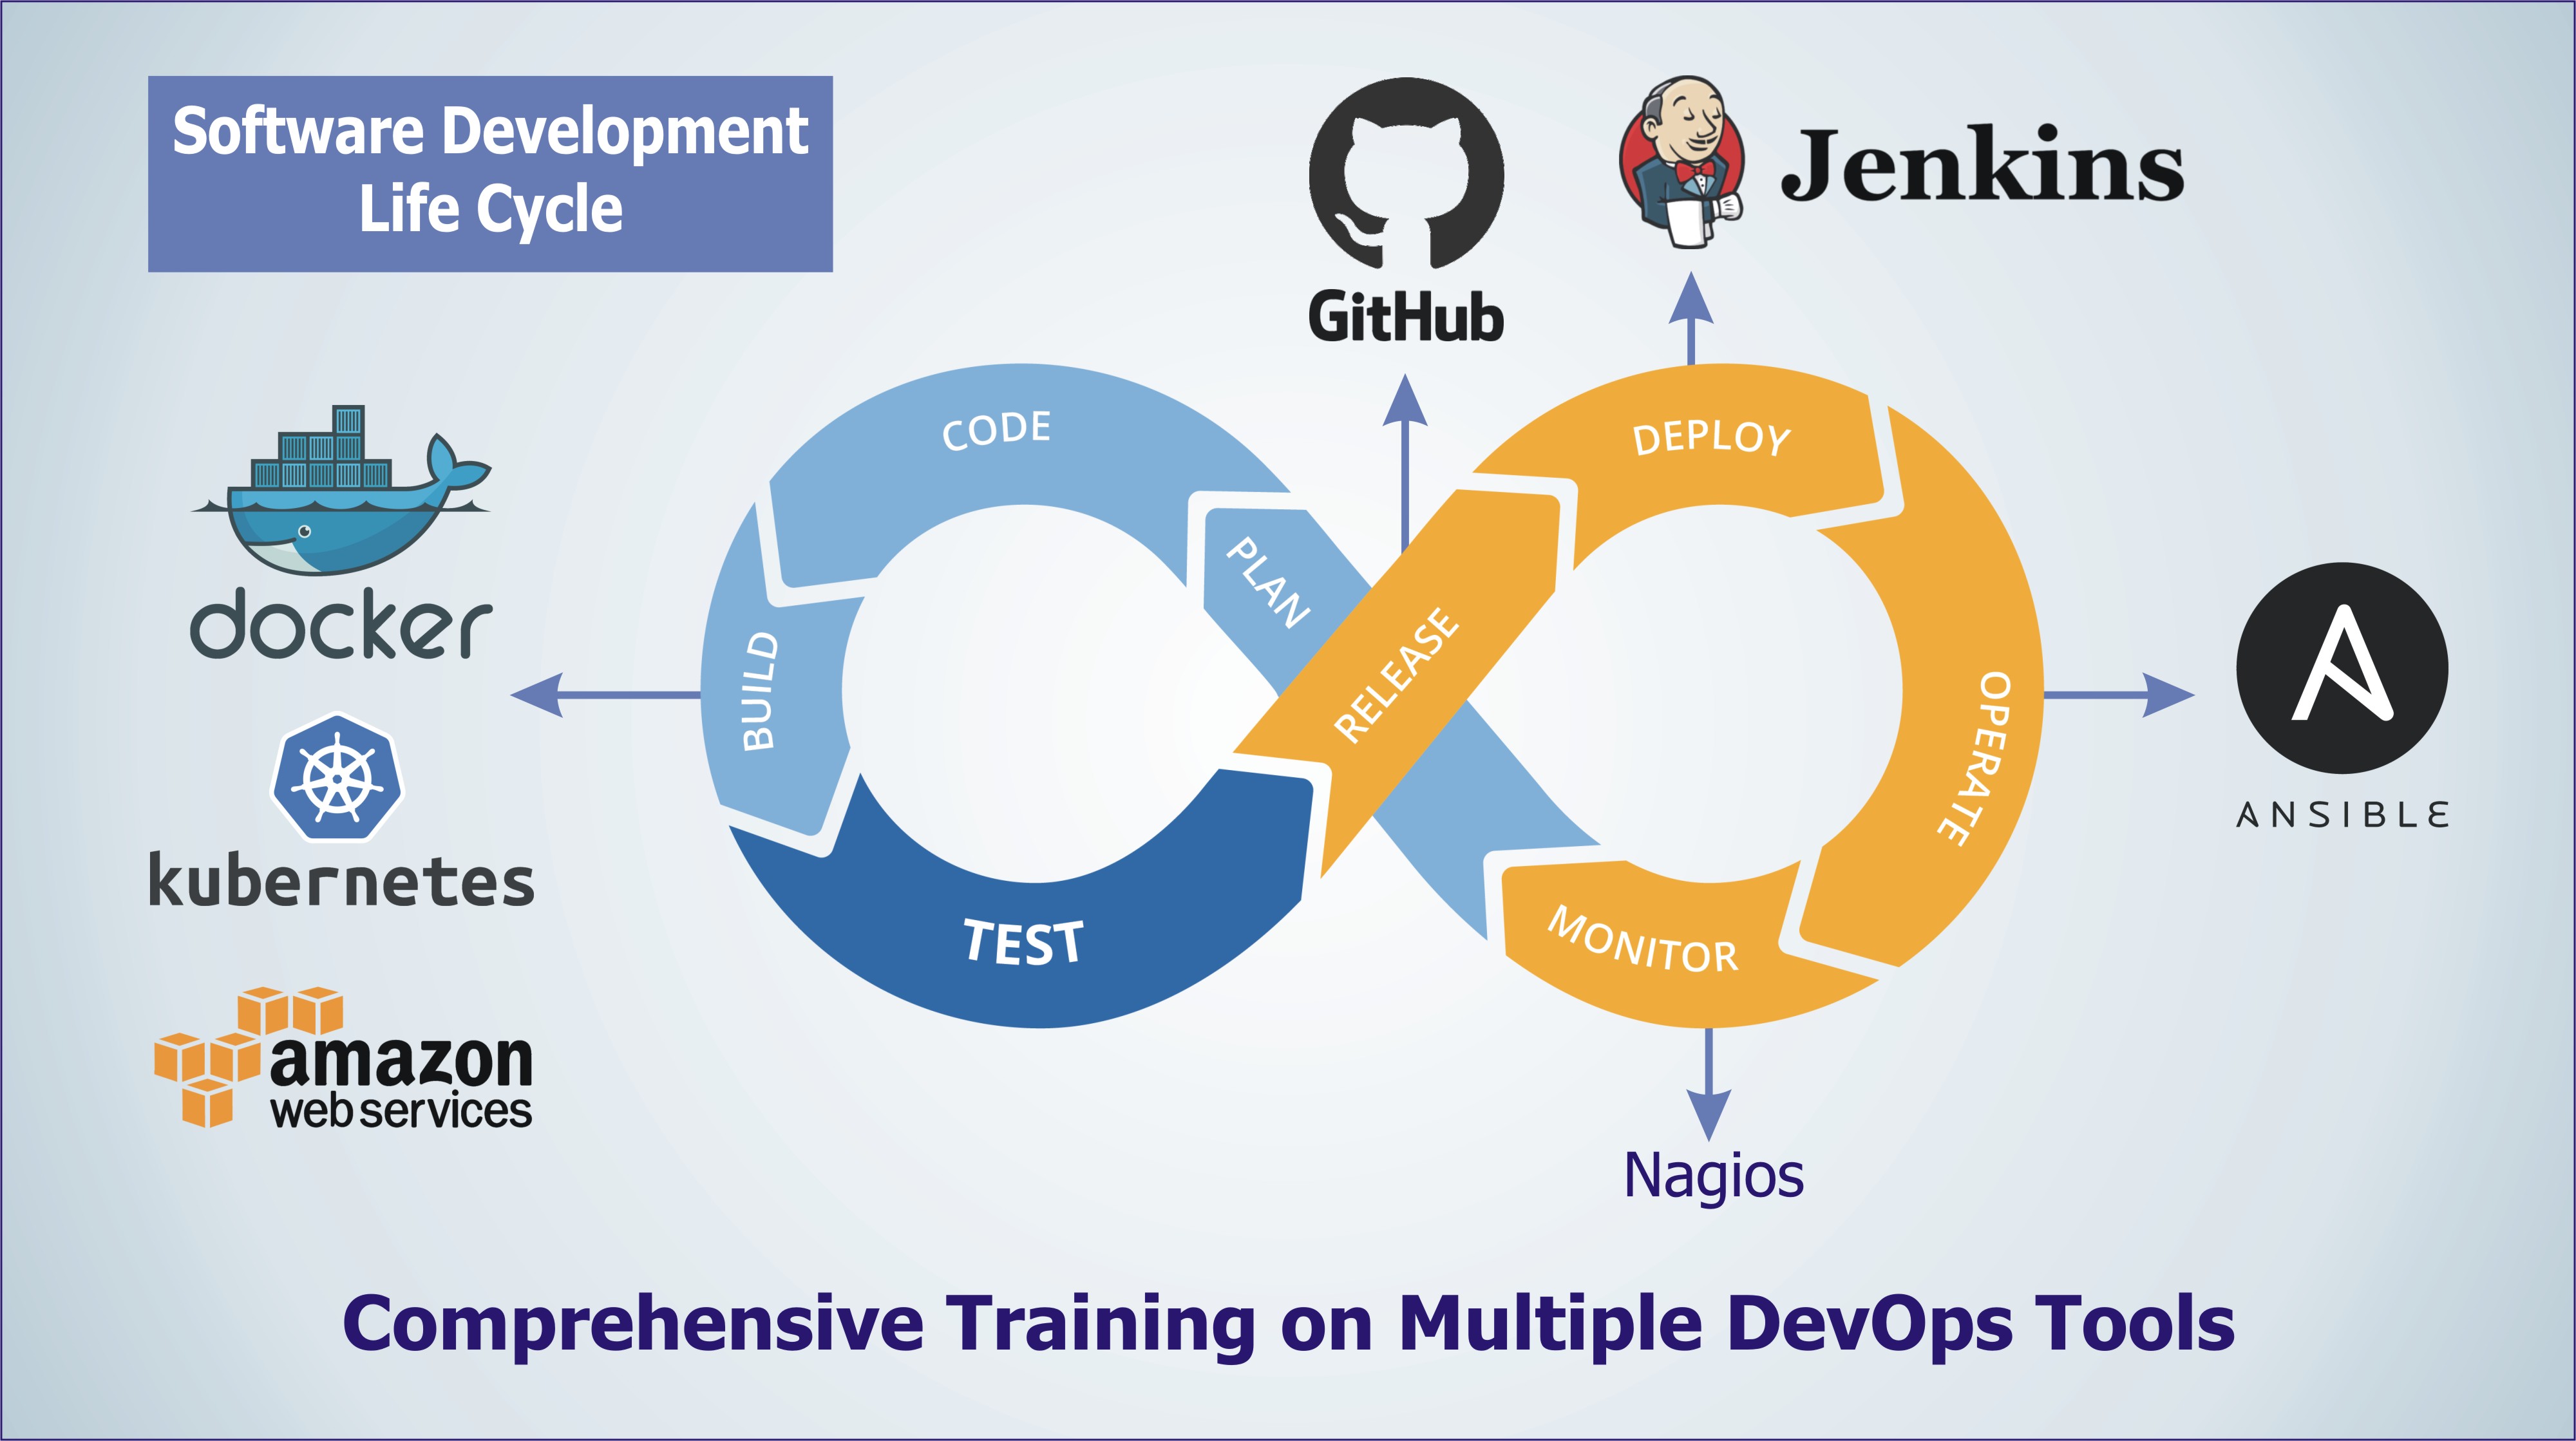 Software Development
Life Cycle
GitHub
Jenkins
docker
kubernetes
amazon
web services
CODE
PLAN
BUILD
TEST
RELEASE
DEPLOY
OPERATE
MONITOR
ANSIBLE
Nagios
Comprehensive Training on Multiple DevOps Tools